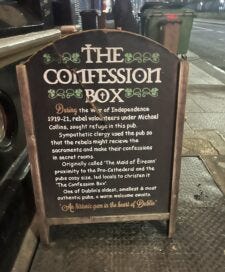 THE
CONFESSION
BOX
During the War of Independence
1919-21, rebel volunteers under Michael
Collins, sought refuge in this pub.
Sympathetic clergy used the pub so
that the rebels might recieve the
sacraments and make their confessions
in secret rooms.
Originally called 'The Maid of Eireann'
proximity to the Pro-Cathedral and the
pubs cosy size, led locals to christen it
'The Confession Box'.
One of Dublin's oldest, smallest & most
authentic pubs, a warm welcome awaits.
"An historic gem in the heart of Dublin"